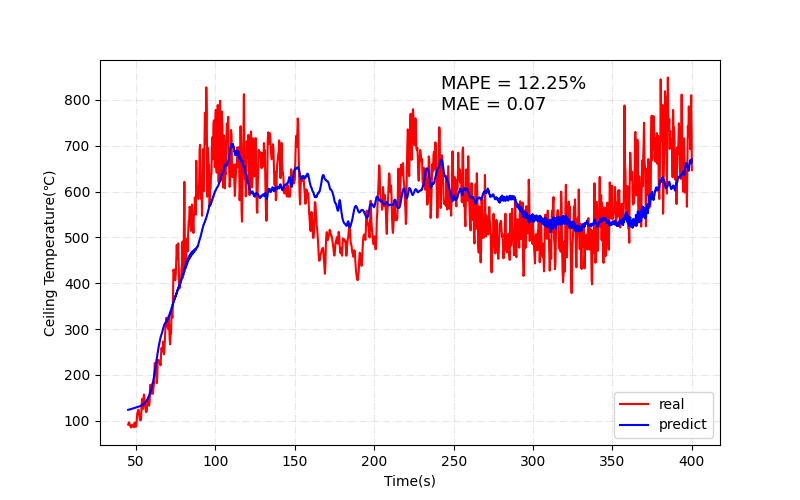 MAPE = 12.25%
MAE = 0.07
Ceiling Temperature(℃)
800
700
600
500
400
300
200
100
real
predict
50
100
150
200
250
300
350
400
Time(s)